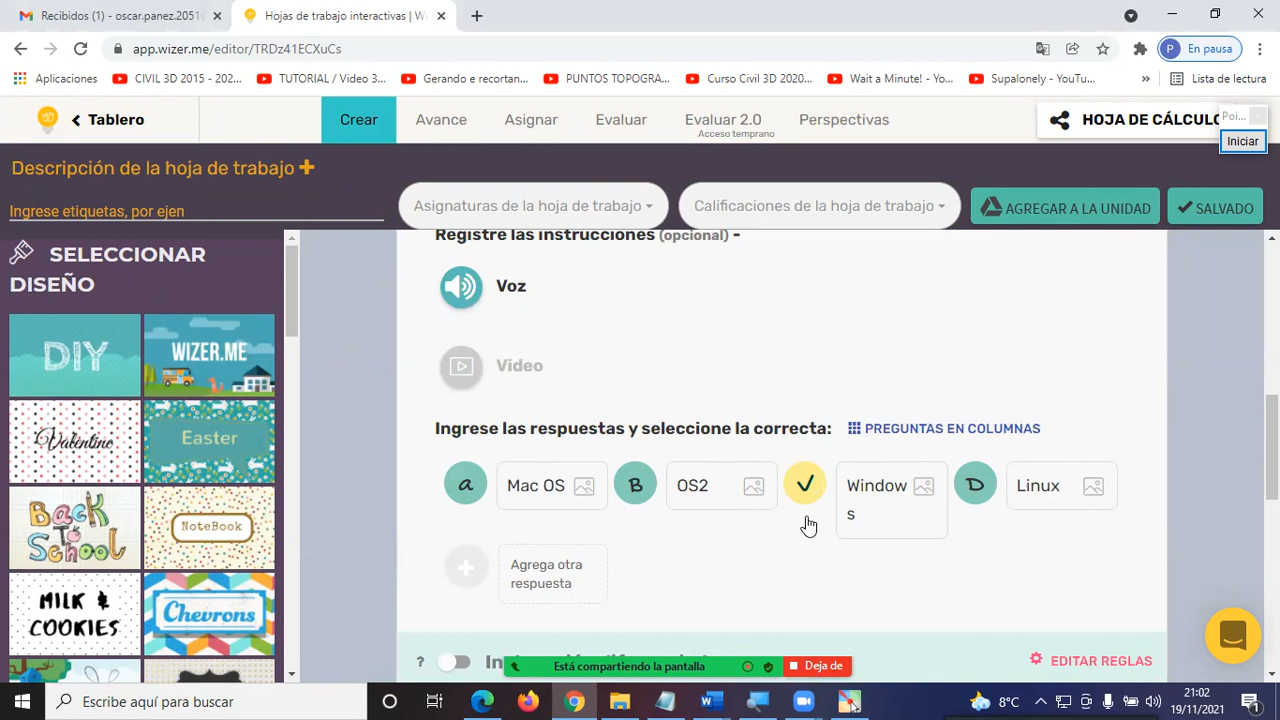 Recibidos (1) - oscar.panez.2051
Hojas de trabajo interactivas | W
app.wizer.me/editor/TRDz41ECXuCs
P En pausa
Aplicaciones
CIVIL 3D 2015 - 202...
TUTORIAL / Video 3...
Gerando e recortan...
PUNTOS TOPOGRA...
Curso Civil 3D 2020...
Wait a Minute! - Yo...
Supalonely - YouTu...
»
Lista de lectura
Tablero
Crear
Avance
Asignar
Evaluar
Evaluar 2.0
Acceso temprano
Perspectivas
HOJA DE CÁLCULO
Poi...
Iniciar
Descripción de la hoja de trabajo +
Ingrese etiquetas, por ejen
Asignaturas de la hoja de trabajo
Calificaciones de la hoja de trabajo
AGREGAR A LA UNIDAD
SALVADO
SELECCIONAR
DISEÑO
DIY
WIZER.ME
Valentine
Easter
BACK
TO
SCHOOL
NOTEBOOK
MILK &
COOKIES
Chevrons
Registre las instrucciones (opcional) -
Voz
Video
Ingrese las respuestas y seleccione la correcta:
PREGUNTAS EN COLUMNAS
a
Mac OS
B
OS2
Window
s
D
Linux
Agrega otra
respuesta
?
EDITAR REGLAS
Está compartiendo la pantalla
Deja de
Escribe aquí para buscar
8°C
21:02
19/11/2021
1